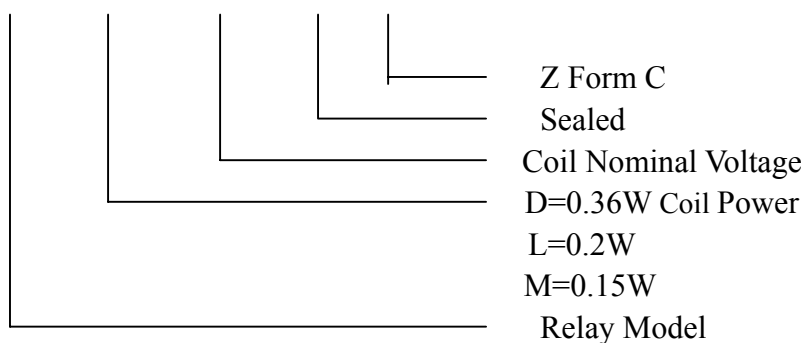 Z Form C
Sealed
Coil Nominal Voltage
D=0.36W Coil Power
L=0.2W
M=0.15W
Relay Model